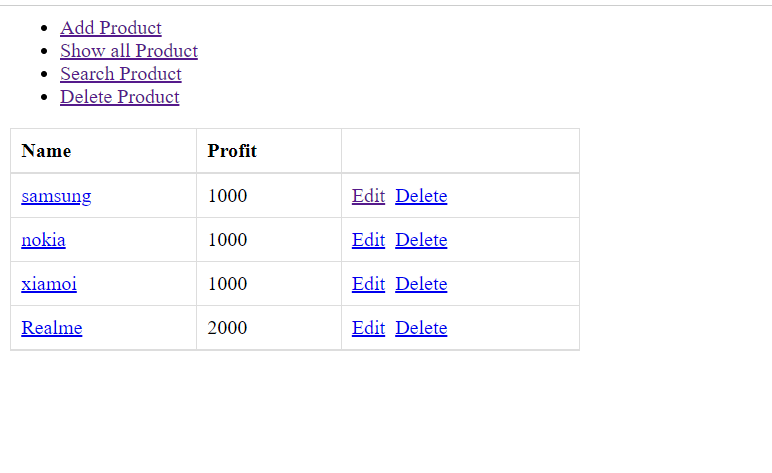 Add Product
Show all Product
Search Product
Delete Product
Name Profit
samsung 1000 Edit Delete
nokia 1000 Edit Delete
xiamoi 1000 Edit Delete
Realme 2000 Edit Delete